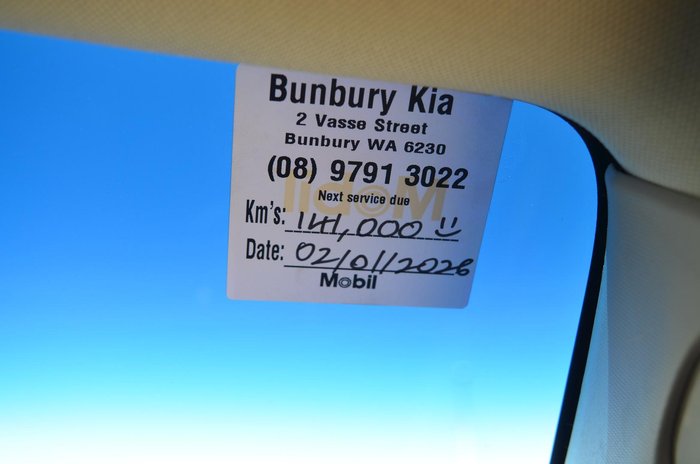 Bunbury Kia
2 Vasse Street
Bunbury WA 6230
(08) 9791 3022
Next service due
Km's: 141,000
Date: 02/01/2026
Mobil